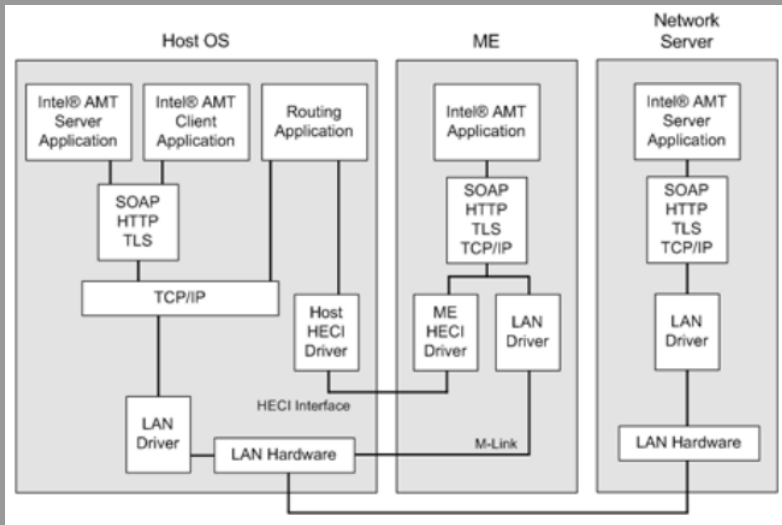 Host OS
ME
Network
Server
Intel® AMT
Server
Application
Intel® AMT
Client
Application
Routing
Application
Intel® AMT
Application
Intel® AMT
Server
Application
SOAP
HTTP
TLS
SOAP
HTTP
TLS
TCP/IP
SOAP
HTTP
TLS
TCP/IP
TCP/IP
Host
HECI
Driver
ME
HECI
Driver
LAN
Driver
LAN
Driver
HECI Interface
LAN
Driver
LAN Hardware
M-Link
LAN Hardware